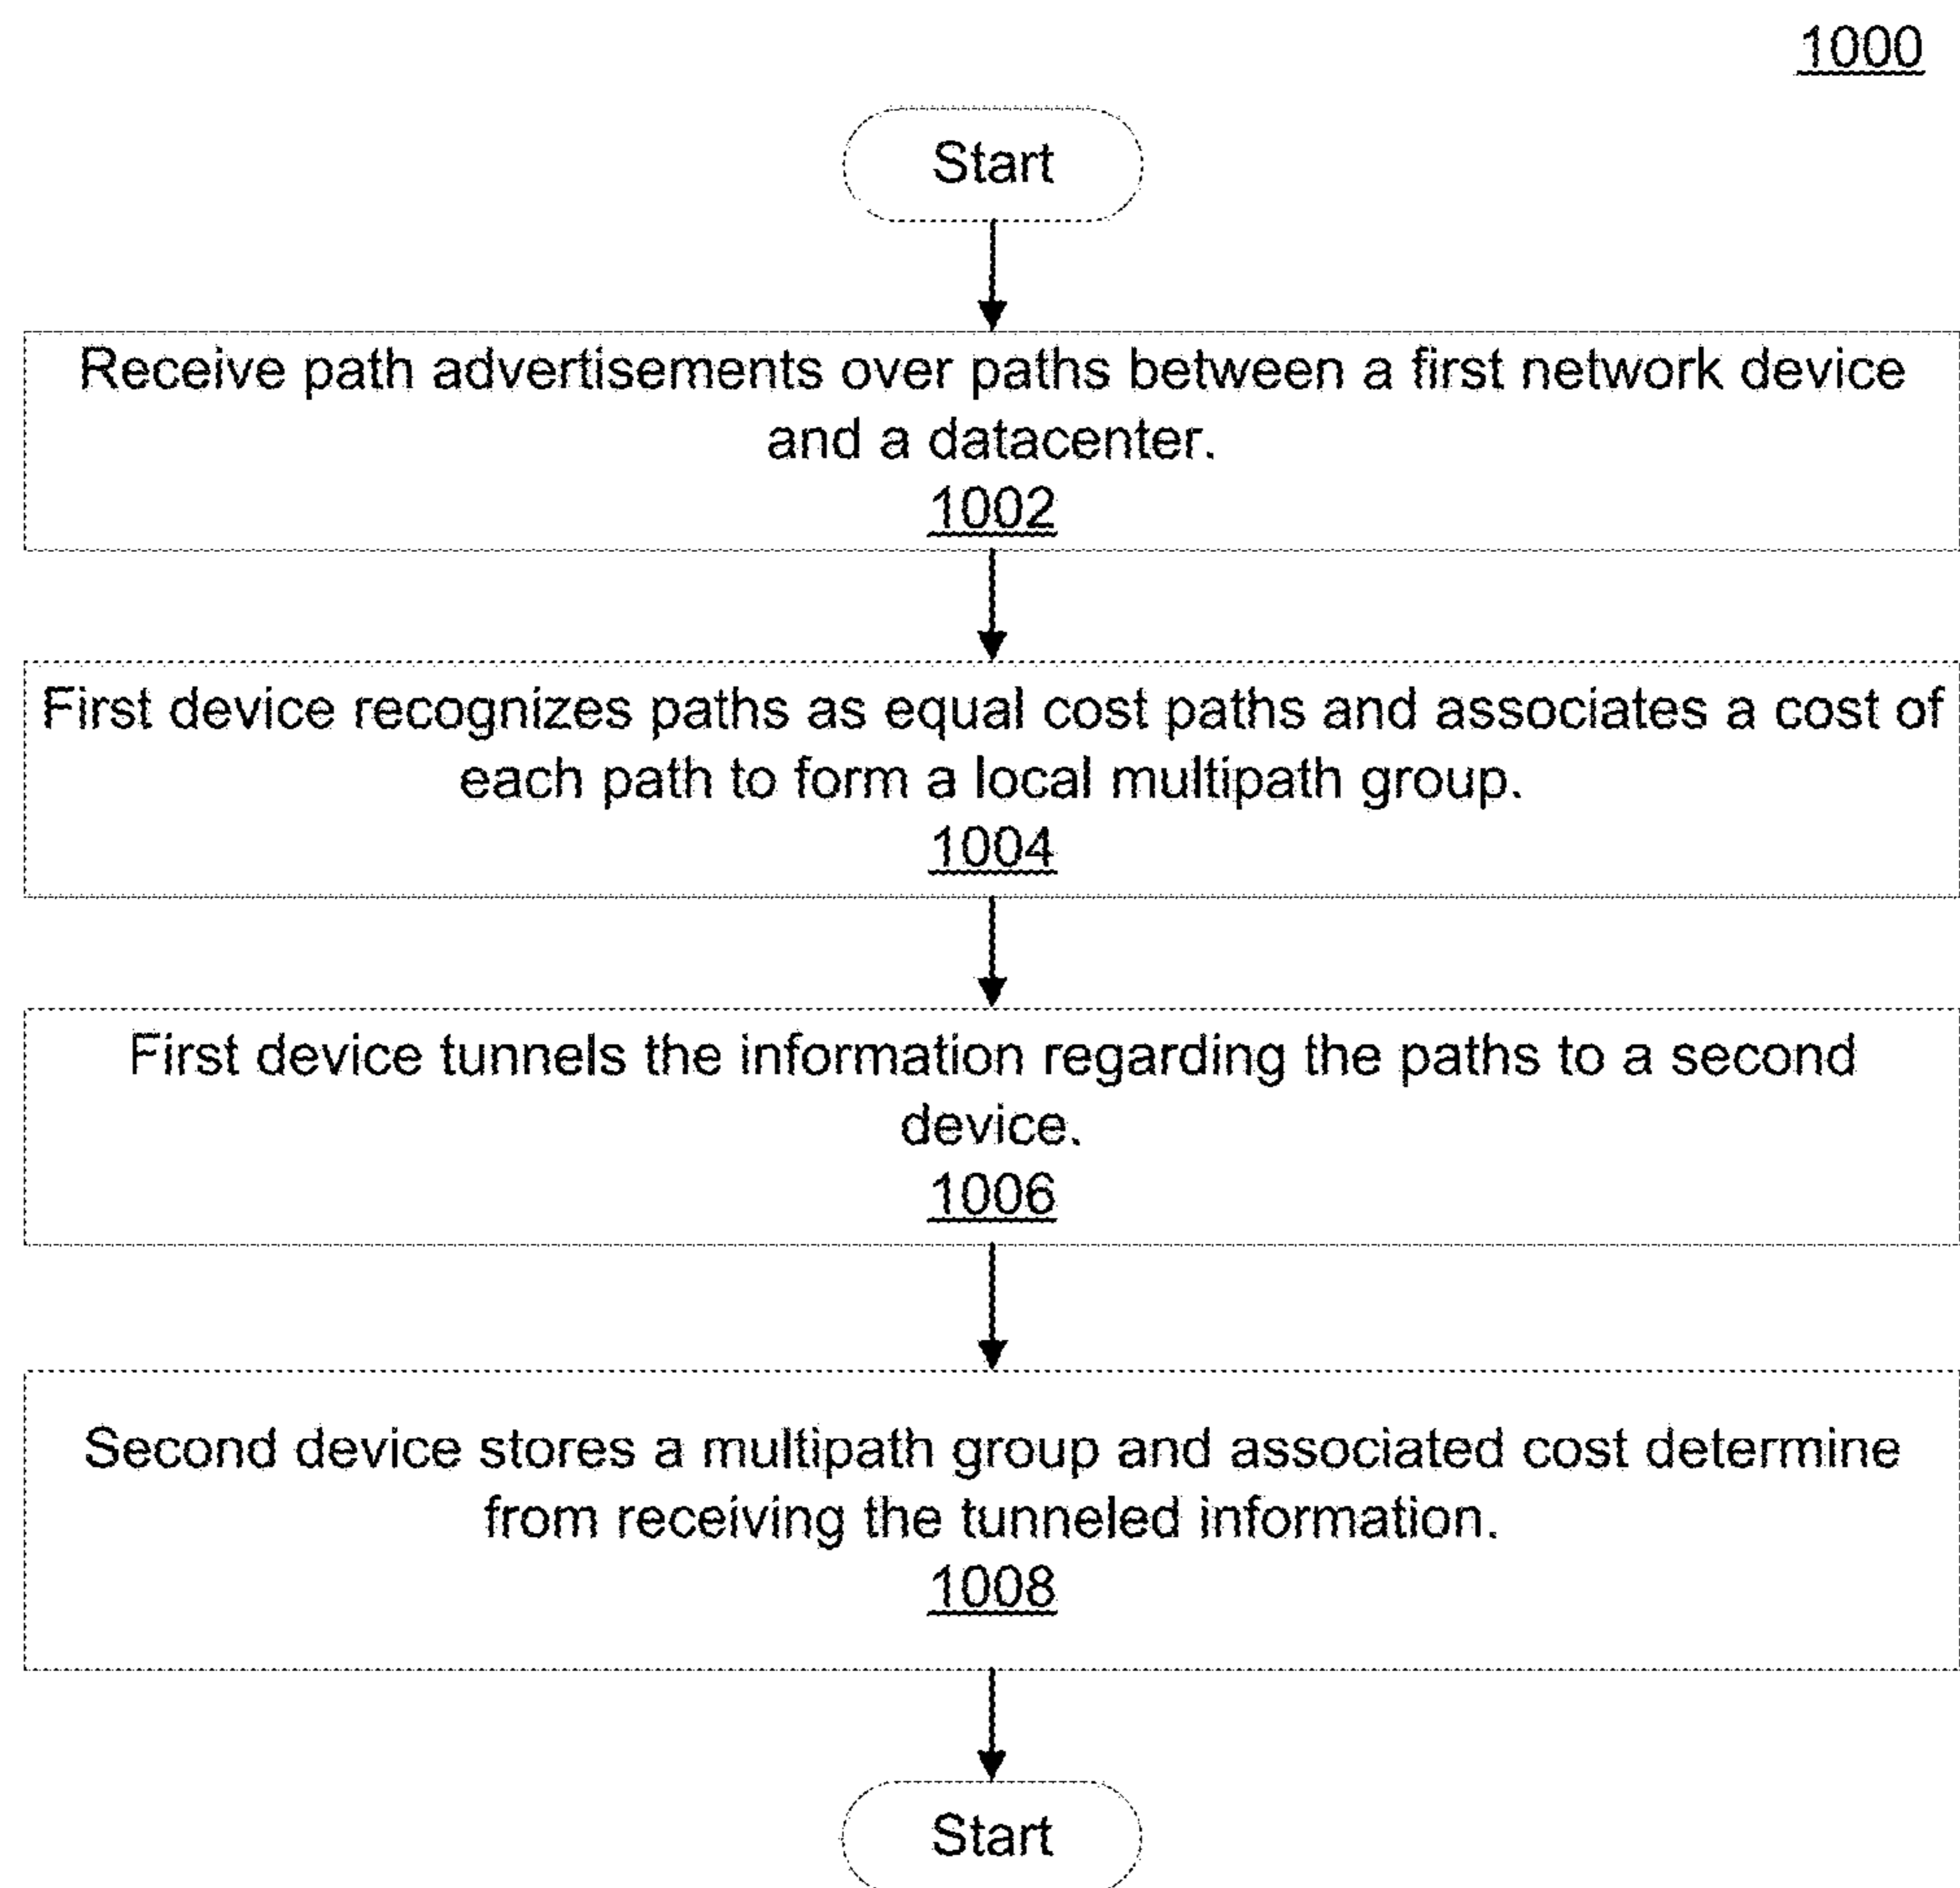 1000
Start
Receive path advertisements over paths between a first network device
and a datacenter.
1002
First device recognizes paths as equal cost paths and associates a cost of
each path to form a local multipath group.
1004
First device tunnels the information regarding the paths to a second
device.
1006
Second device stores a multipath group and associated cost determine
from receiving the tunneled information.
1008
Start